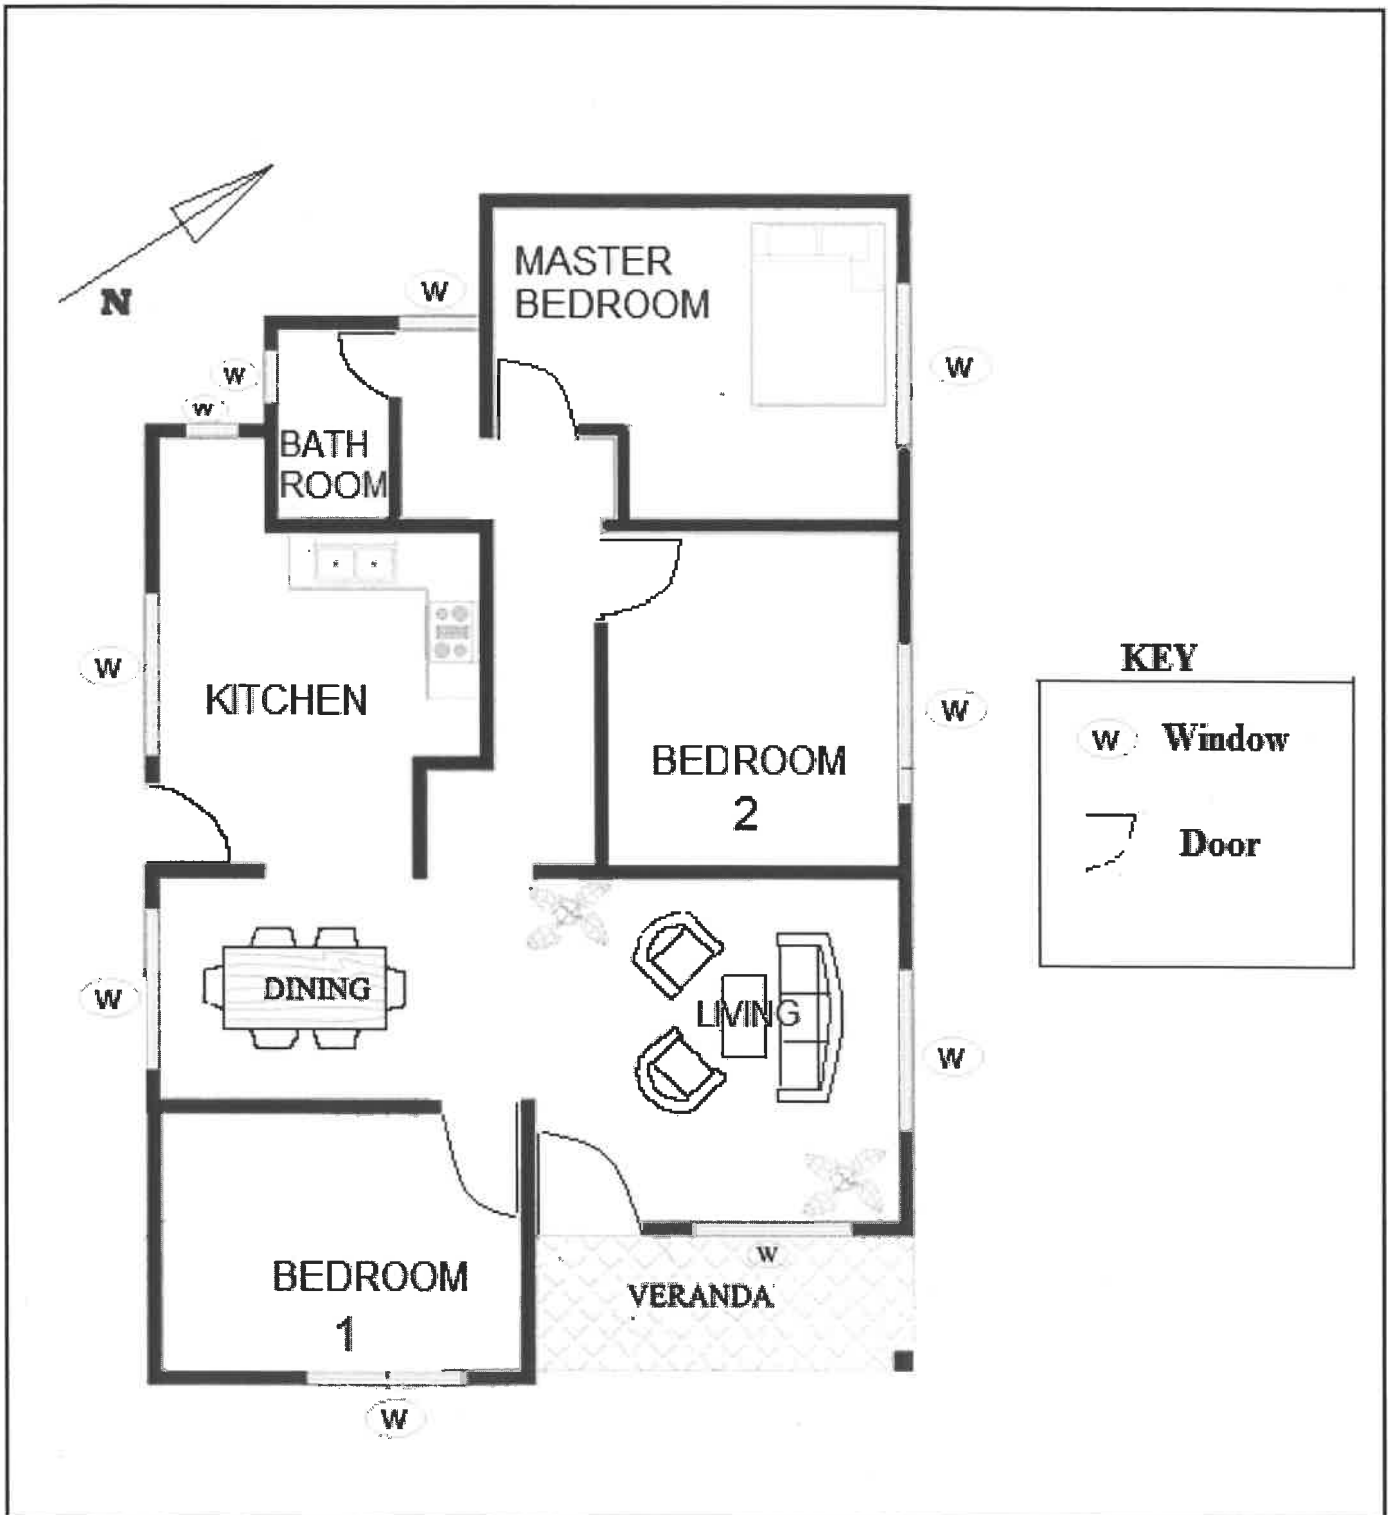 N
MASTER
BEDROOM
W
W
W
W
BATH
ROOM
W
KITCHEN
W
BEDROOM
2
KEY
W Window
Door
W
DINING
LIVING
W
W
VERANDA
BEDROOM
1
W